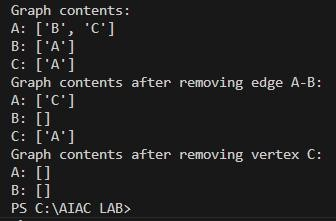 Graph contents:
A: ['B', 'C']
B: ['A']
C: ['A']
Graph contents after removing edge A-B:
A: ['C']
B: []
C: ['A']
Graph contents after removing vertex C:
A: []
B: []
PS C:\AIAC LAB>